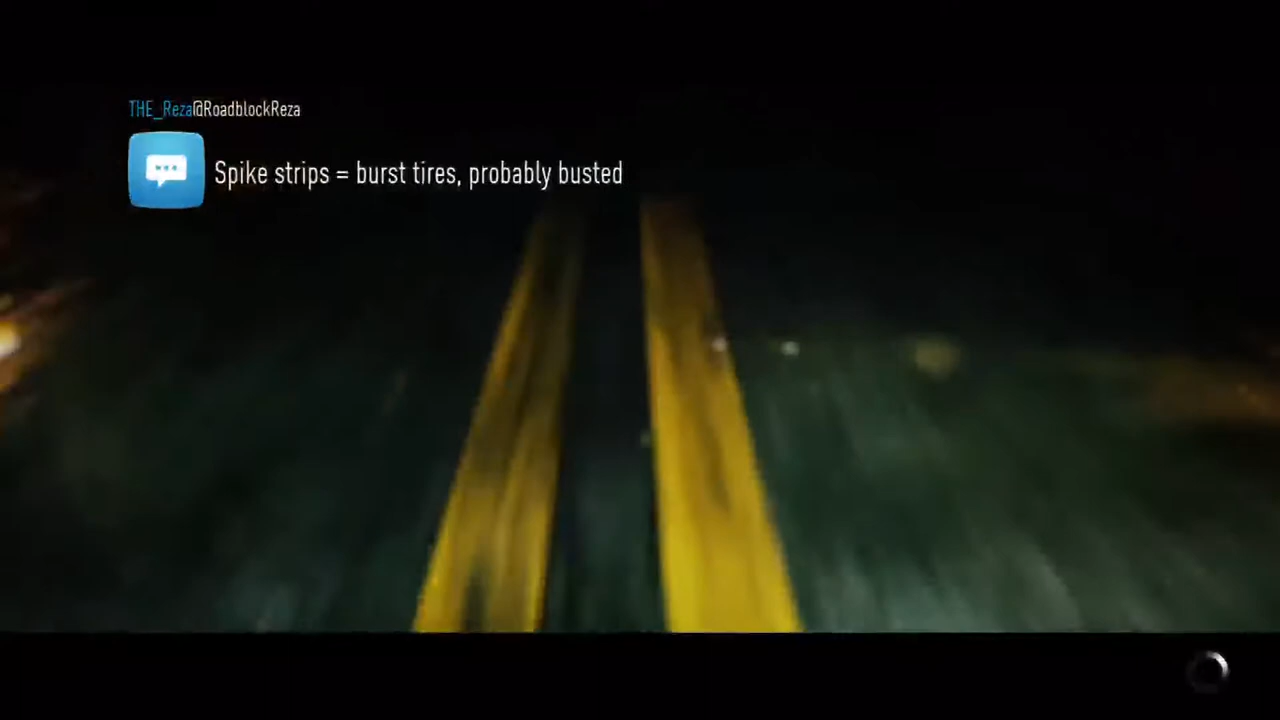 THE_Reza@RoadblockReza
Spike strips = burst tires, probably busted